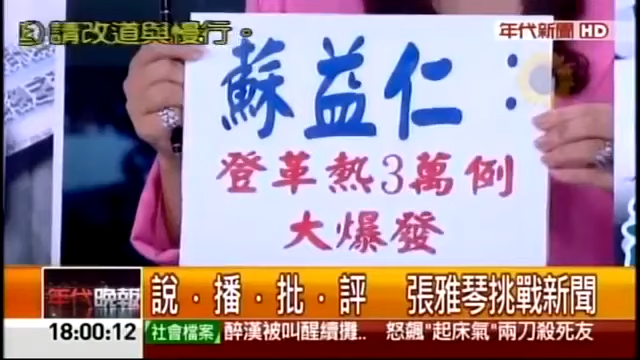 請改道與慢行。
年代新聞HD
蘇益仁：
登革熱3萬例
大爆發
年代晚報
說．播．批．評 張雅琴挑戰新聞
18:00:12
社會檔案 醉漢被叫醒續攤.. 怒飆"起床氣"兩刀殺死友